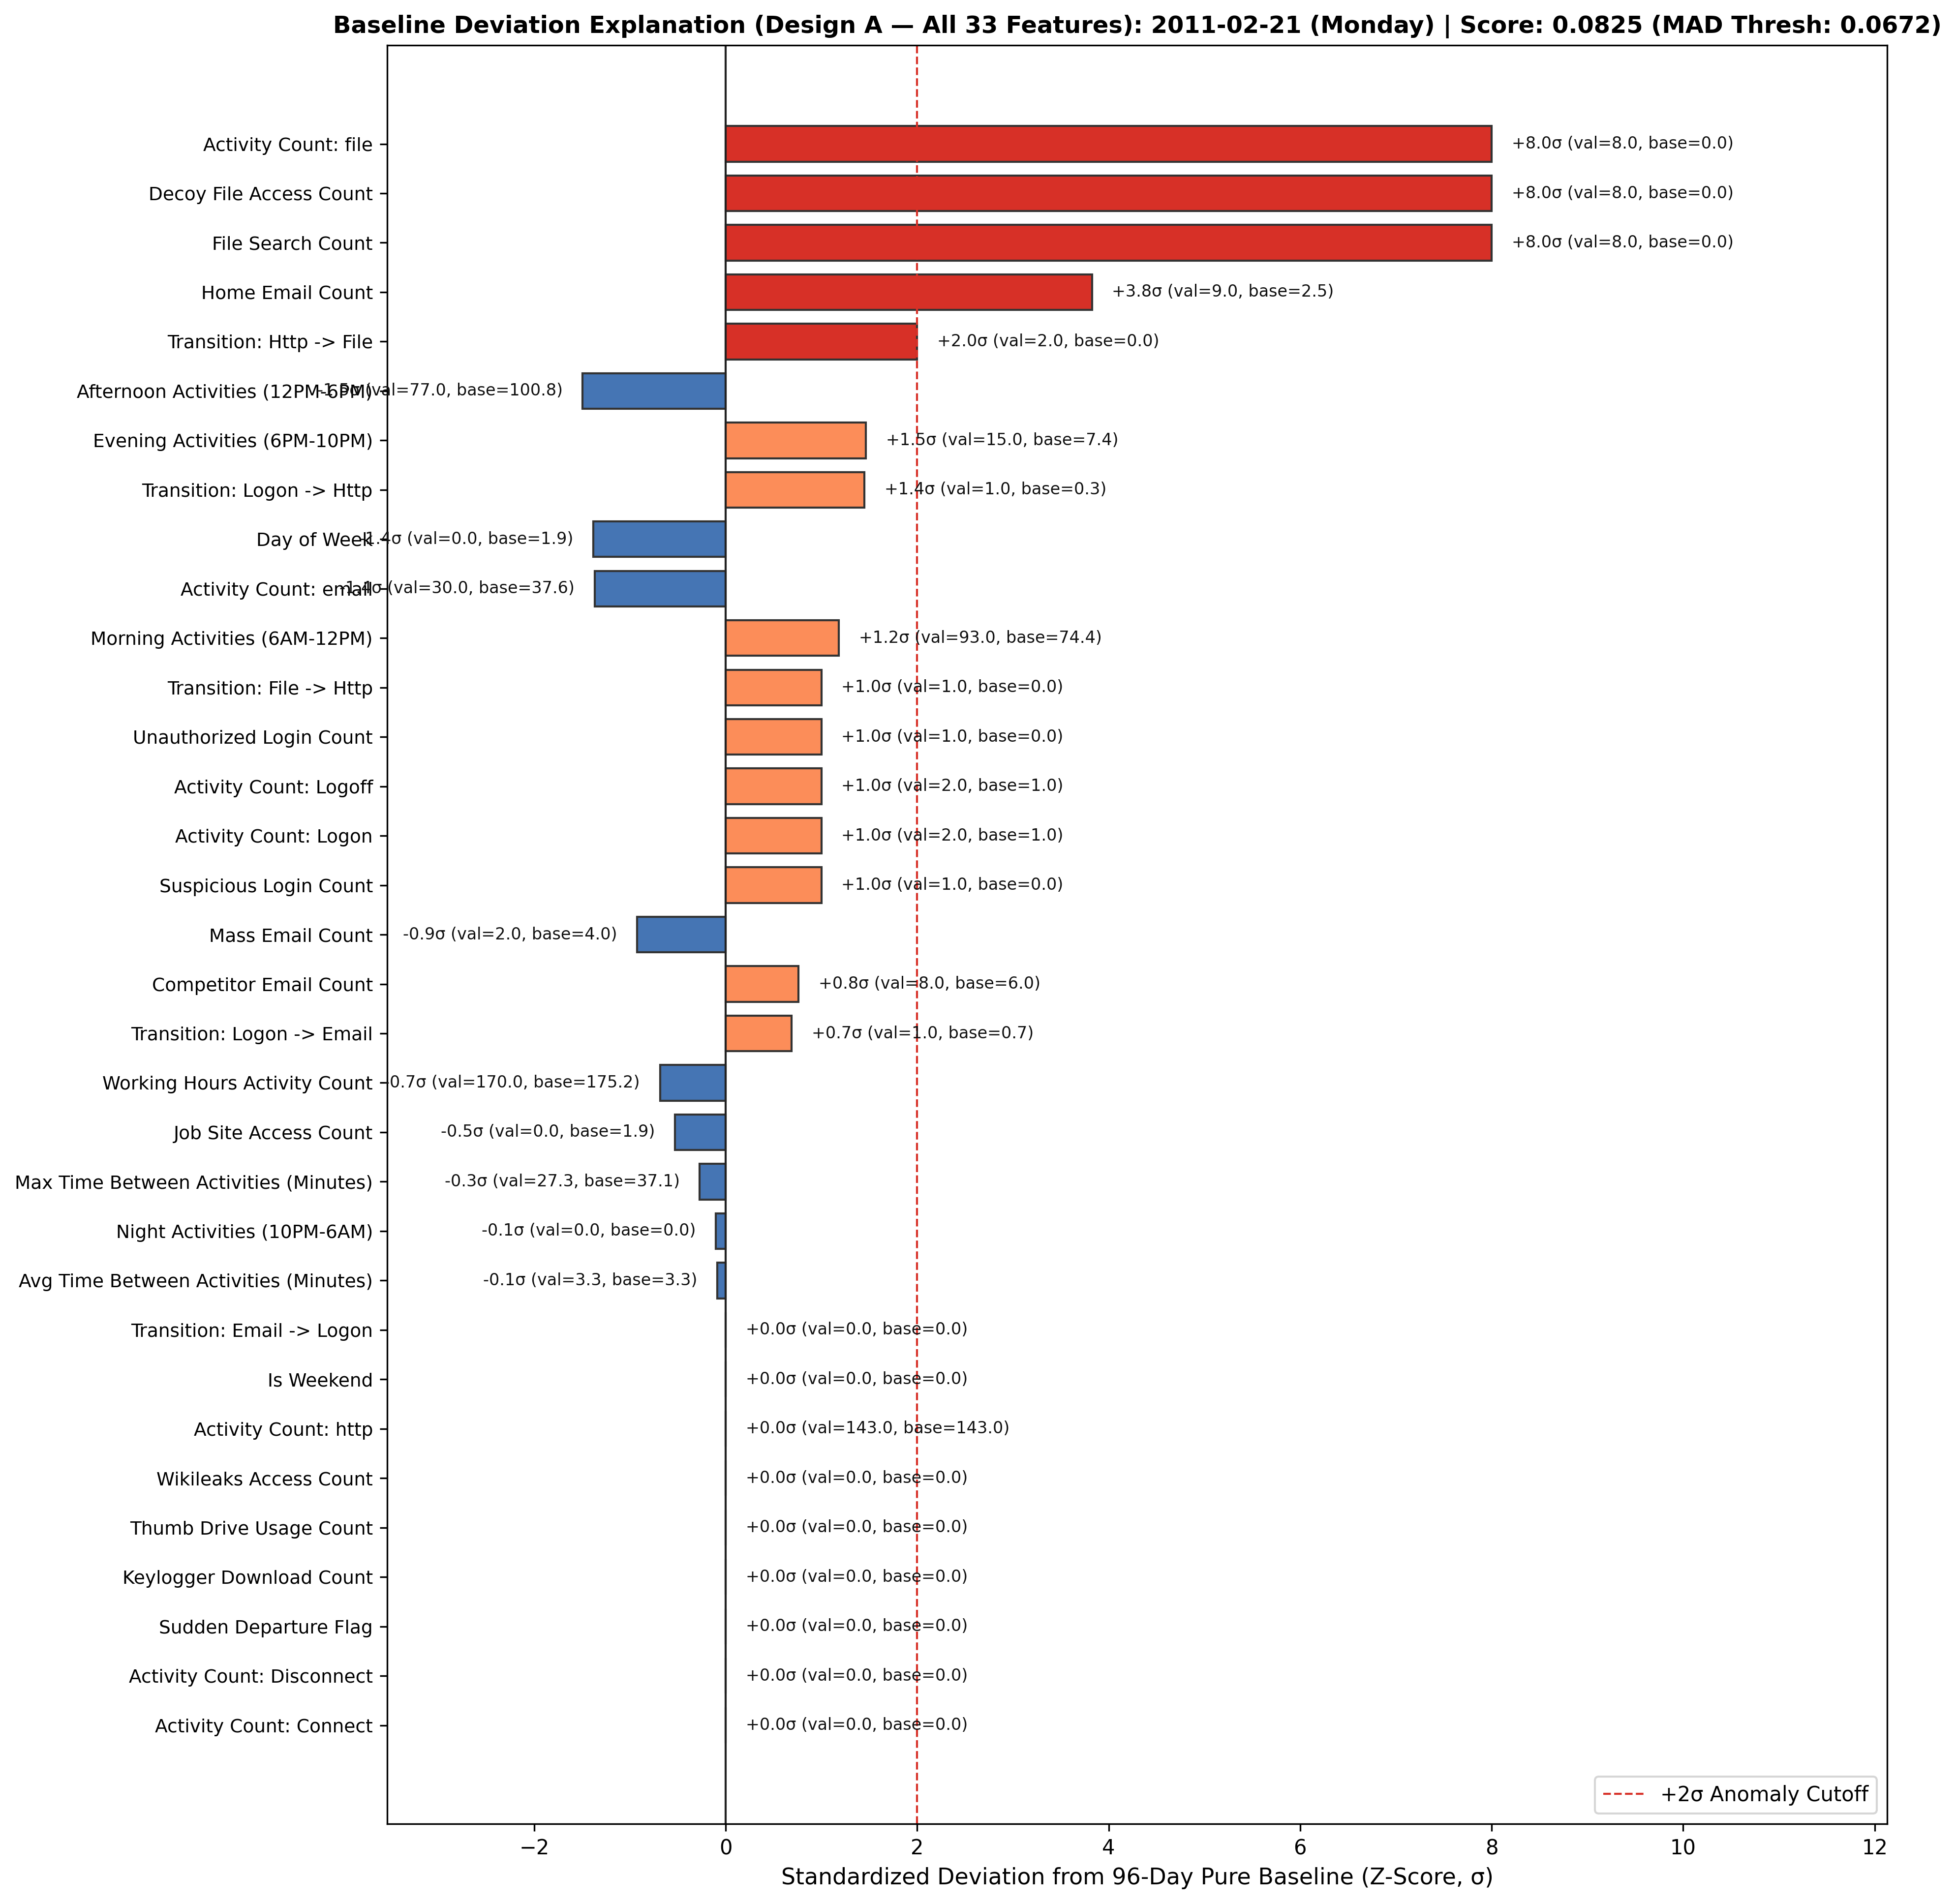 Baseline Deviation Explanation (Design A — All 33 Features): 2011-02-21 (Monday) | Score: 0.0825 (MAD Thresh: 0.0672)
Activity Count: file +8.0σ (val=8.0, base=0.0)
Decoy File Access Count +8.0σ (val=8.0, base=0.0)
File Search Count +8.0σ (val=8.0, base=0.0)
Home Email Count +3.8σ (val=9.0, base=2.5)
Transition: Http -> File +2.0σ (val=2.0, base=0.0)
Afternoon Activities (12PM-6PM) -1.5σ (val=77.0, base=100.8)
Evening Activities (6PM-10PM) +1.5σ (val=15.0, base=7.4)
Transition: Logon -> Http +1.4σ (val=1.0, base=0.3)
Day of Week -1.4σ (val=0.0, base=1.9)
Activity Count: email -1.4σ (val=30.0, base=37.6)
Morning Activities (6AM-12PM) +1.2σ (val=93.0, base=74.4)
Transition: File -> Http +1.0σ (val=1.0, base=0.0)
Unauthorized Login Count +1.0σ (val=1.0, base=0.0)
Activity Count: Logoff +1.0σ (val=2.0, base=1.0)
Activity Count: Logon +1.0σ (val=2.0, base=1.0)
Suspicious Login Count +1.0σ (val=1.0, base=0.0)
Mass Email Count -0.9σ (val=2.0, base=4.0)
Competitor Email Count +0.8σ (val=8.0, base=6.0)
Transition: Logon -> Email +0.7σ (val=1.0, base=0.7)
Working Hours Activity Count -0.7σ (val=170.0, base=175.2)
Job Site Access Count -0.5σ (val=0.0, base=1.9)
Max Time Between Activities (Minutes) -0.3σ (val=27.3, base=37.1)
Night Activities (10PM-6AM) -0.1σ (val=0.0, base=0.0)
Avg Time Between Activities (Minutes) -0.1σ (val=3.3, base=3.3)
Transition: Email -> Logon +0.0σ (val=0.0, base=0.0)
Is Weekend +0.0σ (val=0.0, base=0.0)
Activity Count: http +0.0σ (val=143.0, base=143.0)
Wikileaks Access Count +0.0σ (val=0.0, base=0.0)
Thumb Drive Usage Count +0.0σ (val=0.0, base=0.0)
Keylogger Download Count +0.0σ (val=0.0, base=0.0)
Sudden Departure Flag +0.0σ (val=0.0, base=0.0)
Activity Count: Disconnect +0.0σ (val=0.0, base=0.0)
Activity Count: Connect +0.0σ (val=0.0, base=0.0)
+2σ Anomaly Cutoff
−2 0 2 4 6 8 10 12
Standardized Deviation from 96-Day Pure Baseline (Z-Score, σ)